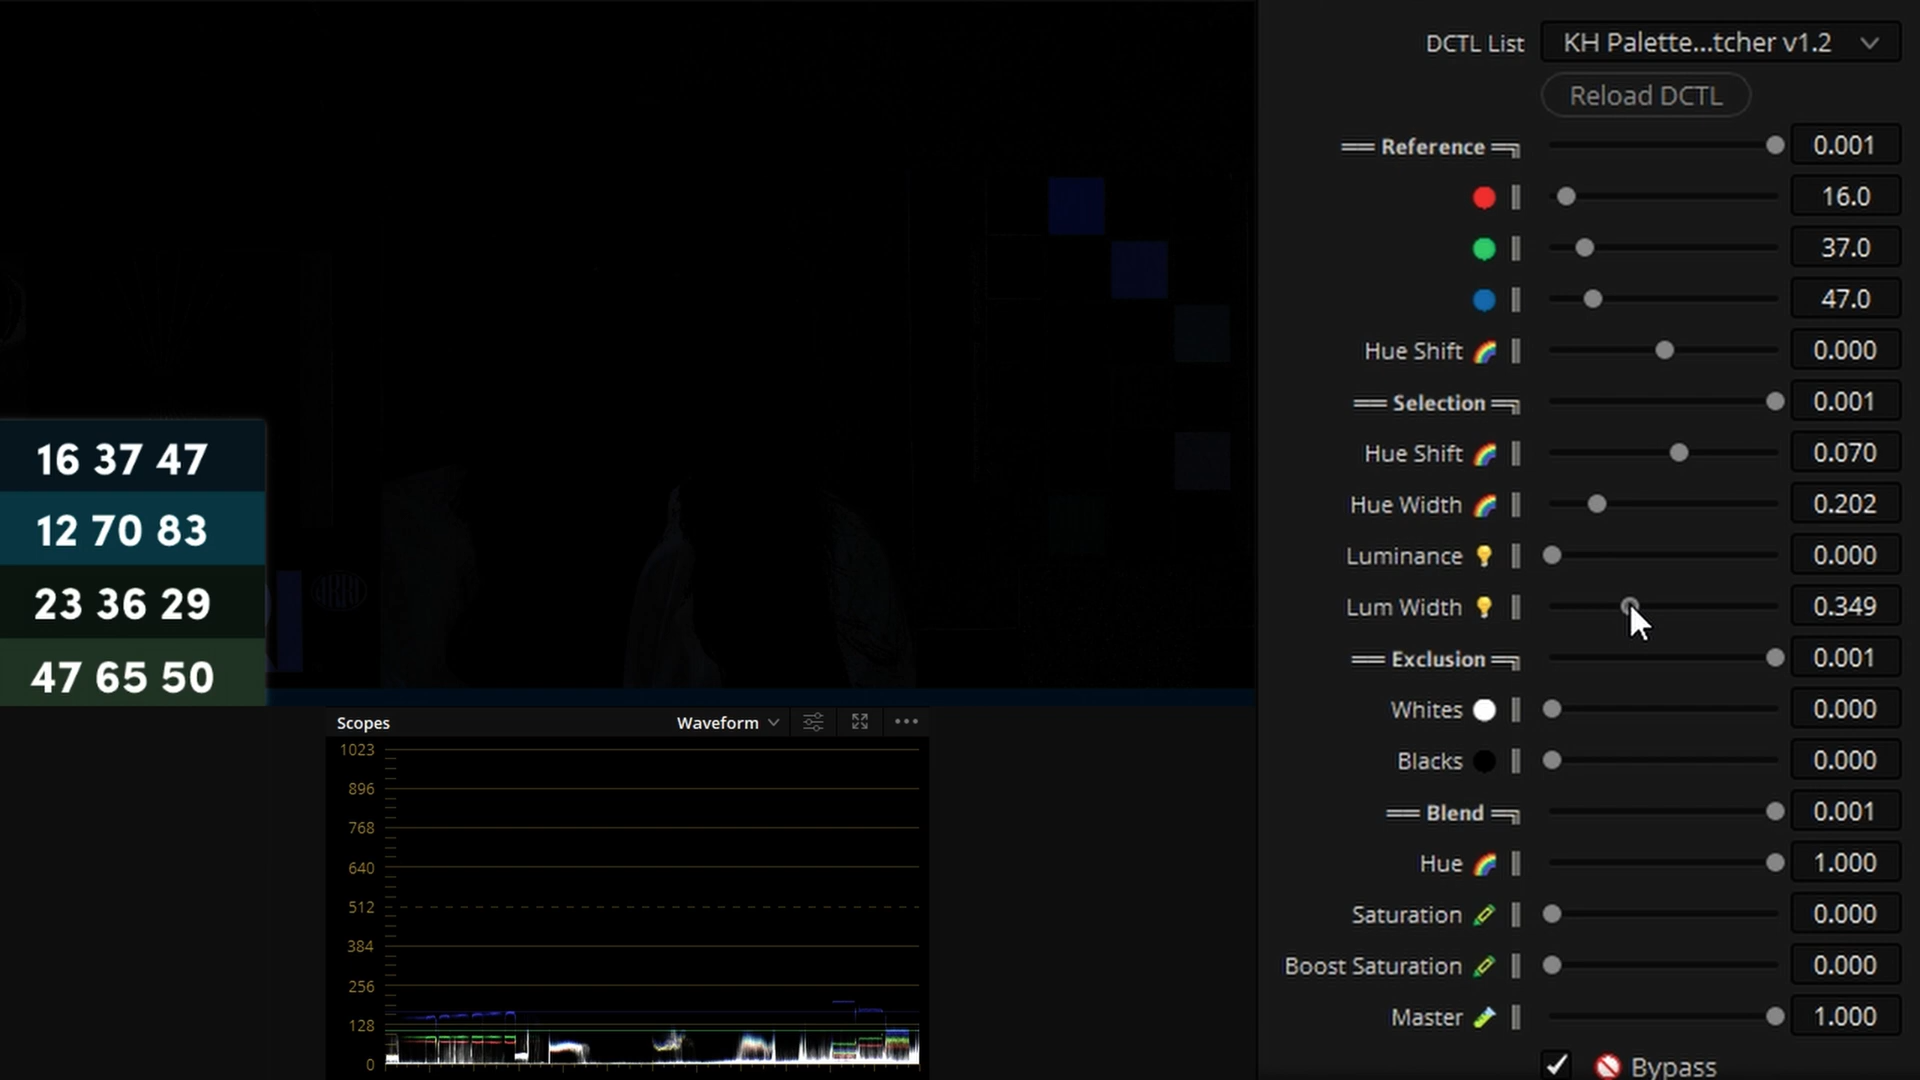 DCTL List KH Palette...tcher v1.2
Reload DCTL
== Reference =╗ 0.001
16.0
37.0
47.0
Hue Shift 0.000
== Selection =╗ 0.001
Hue Shift 0.070
Hue Width 0.202
Luminance 0.000
Lum Width 0.349
== Exclusion =╗ 0.001
Whites 0.000
Blacks 0.000
== Blend =╗ 0.001
Hue 1.000
Saturation 0.000
Boost Saturation 0.000
Master 1.000
Bypass
16 37 47
12 70 83
23 36 29
47 65 50
Scopes Waveform
1023
896
768
640
512
384
256
128
0